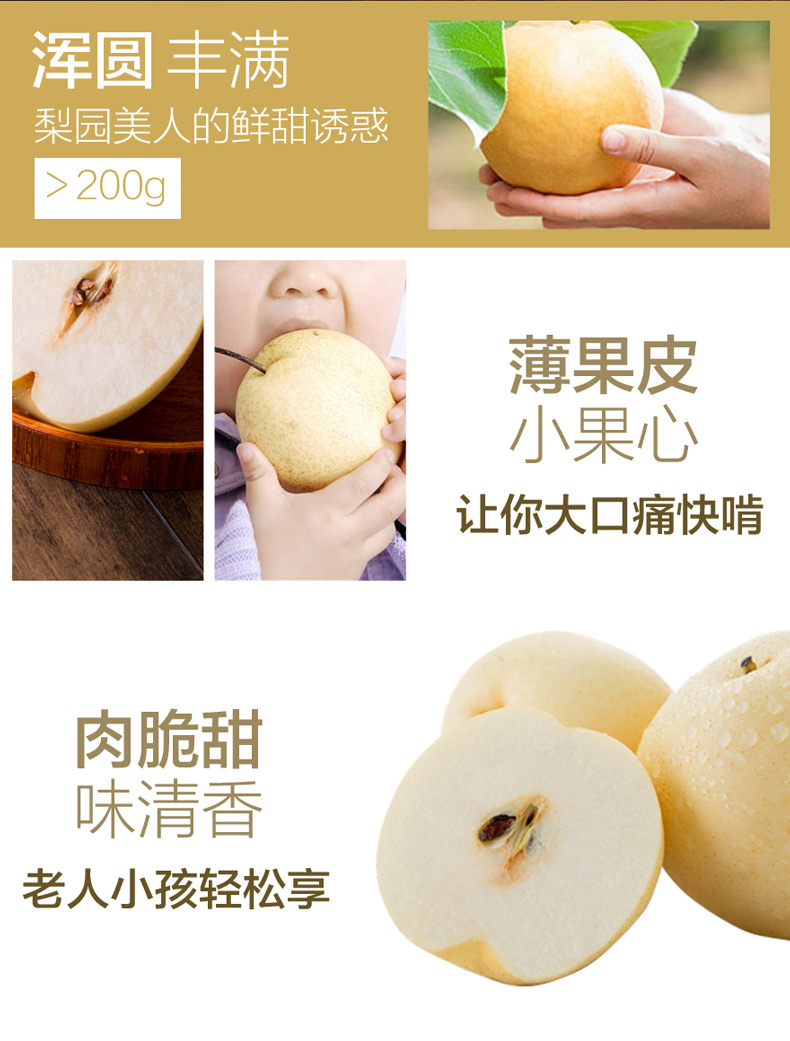 浑圆 丰满
梨园美人的鲜甜诱惑
>200g
薄果皮
小果心
让你大口痛快啃
肉脆甜
味清香
老人小孩轻松享